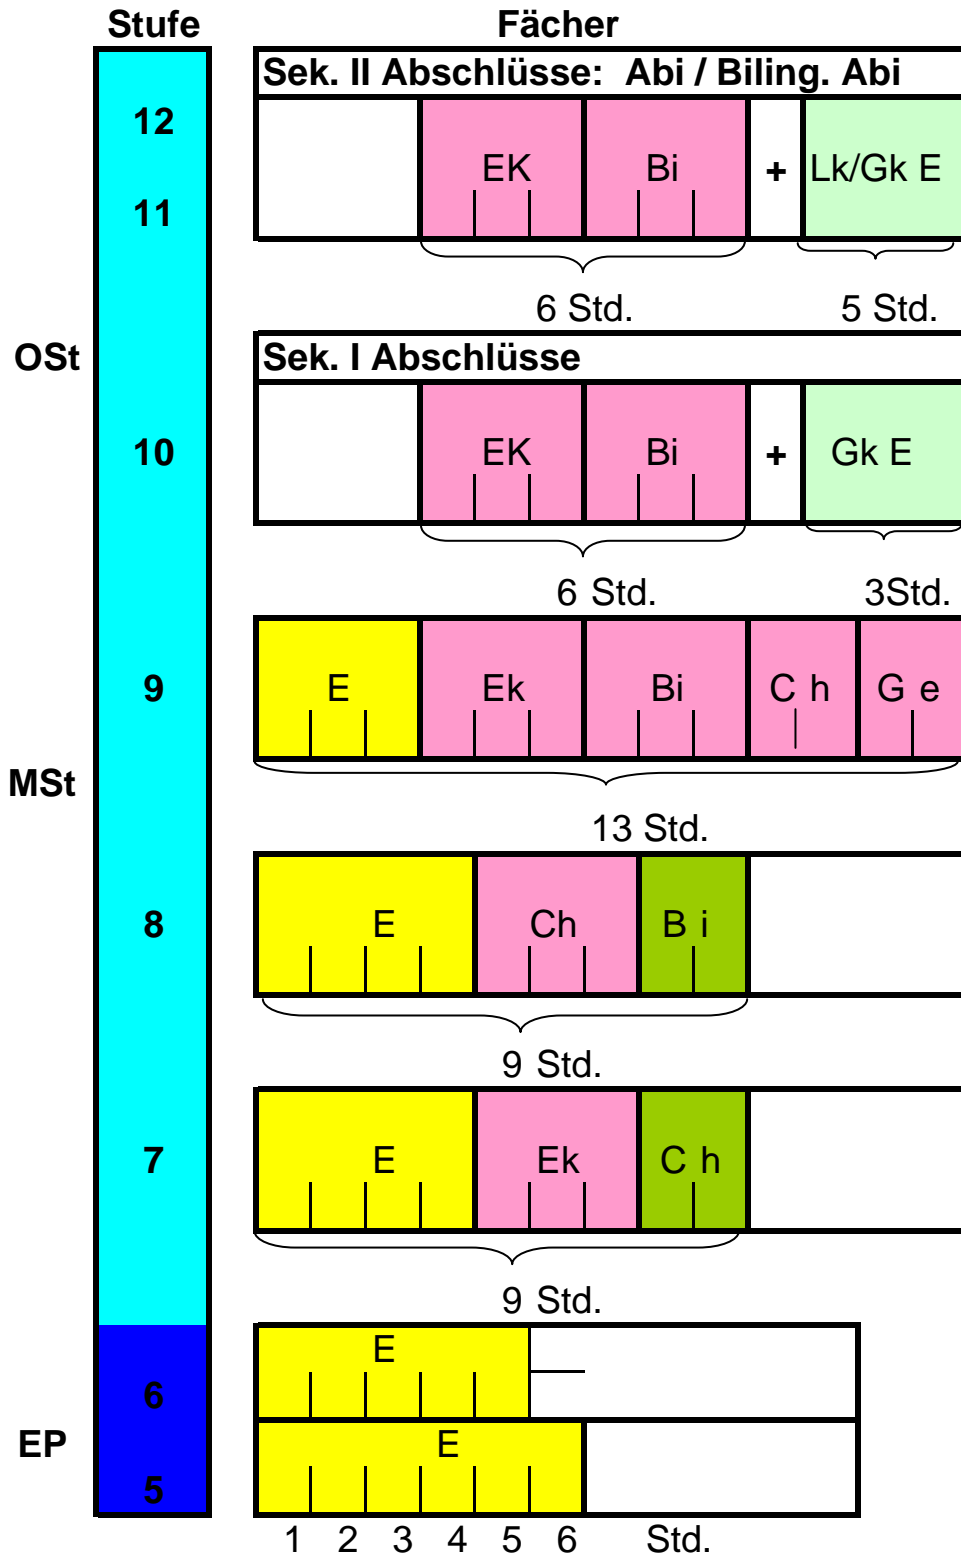 Stufe Fächer
Sek. II Abschlüsse: Abi / Biling. Abi
12
EK Bi + Lk/Gk E
11
6 Std. 5 Std.
OSt
Sek. I Abschlüsse
10 EK Bi + Gk E
6 Std. 3Std.
9 E Ek Bi C h G e
MSt
13 Std.
8 E Ch B i
9 Std.
7 E Ek C h
9 Std.
E
6
EP E
5
1 2 3 4 5 6 Std.